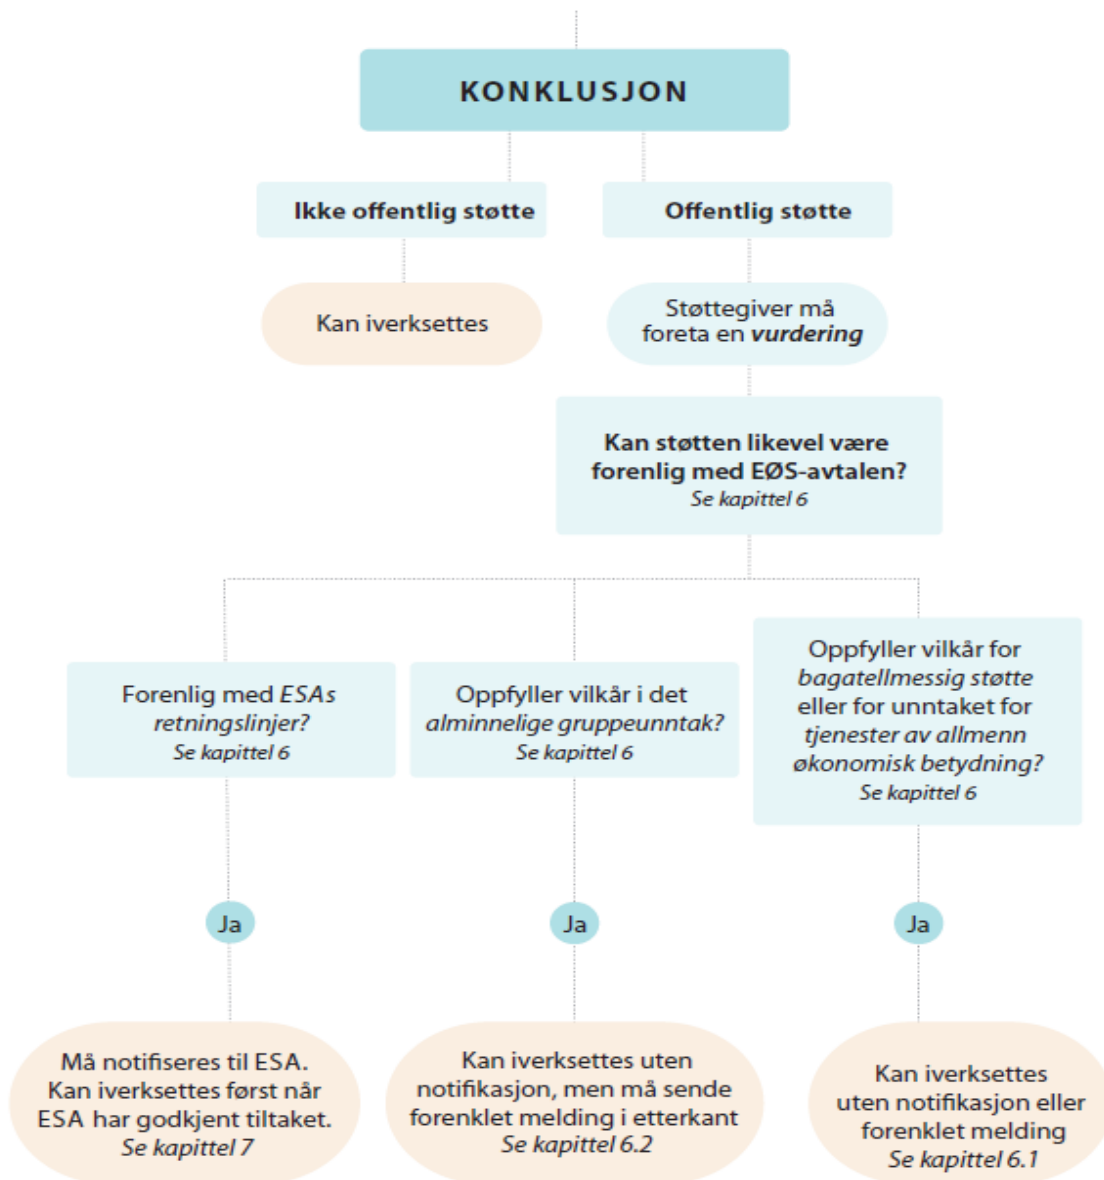 KONKLUSJON
Ikke offentlig støtte
Offentlig støtte
Kan iverksettes
Støttegiver må
foreta en vurdering
Kan støtten likevel være
forenlig med EØS-avtalen?
Se kapittel 6
Forenlig med ESAs
retningslinjer?
Se kapittel 6
Oppfyller vilkår i det
alminnelige gruppeunntak?
Se kapittel 6
Oppfyller vilkår for
bagatellmessig støtte
eller for unntaket for
tjenester av allmenn
økonomisk betydning?
Se kapittel 6
Ja
Ja
Ja
Må notifiseres til ESA.
Kan iverksettes først når
ESA har godkjent tiltaket.
Se kapittel 7
Kan iverksettes uten
notifikasjon, men må sende
forenklet melding i etterkant
Se kapittel 6.2
Kan iverksettes
uten notifikasjon eller
forenklet melding
Se kapittel 6.1